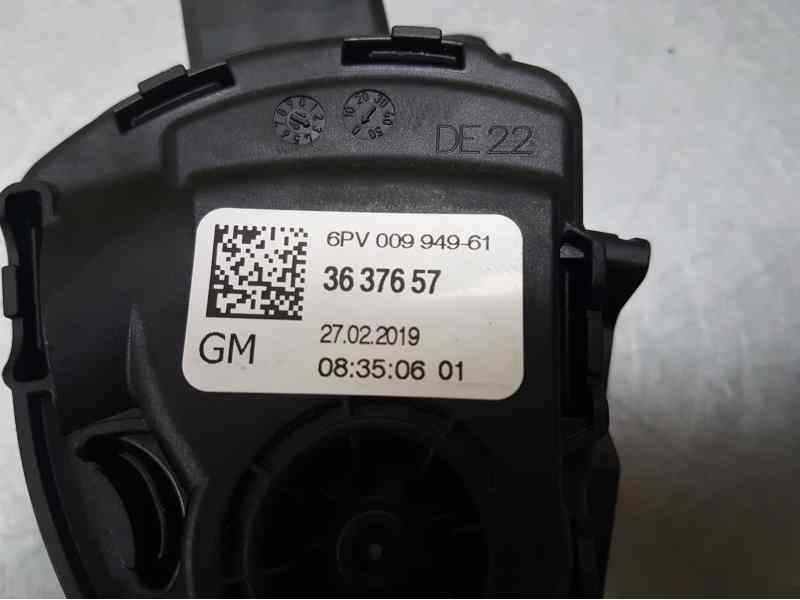 DE22
6PV 009 949-61
36 376 57
GM
27.02.2019
08:35:06 01